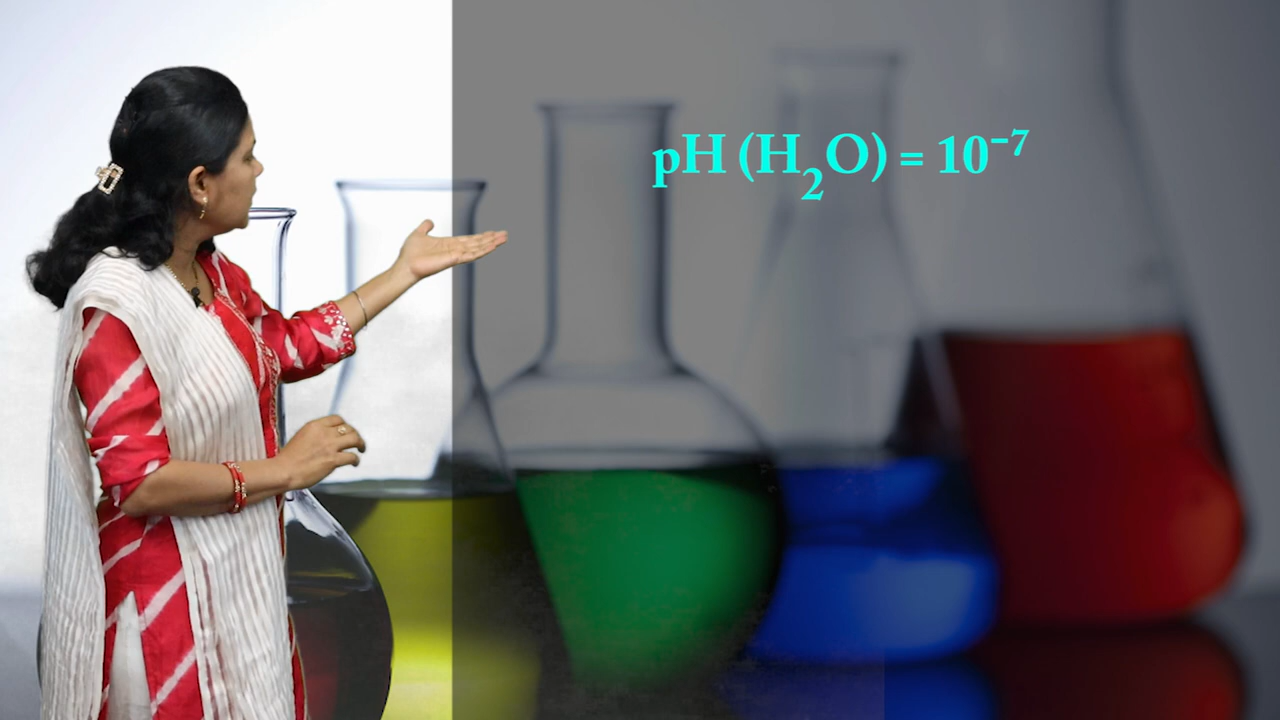 pH (H₂O) = 10⁻⁷